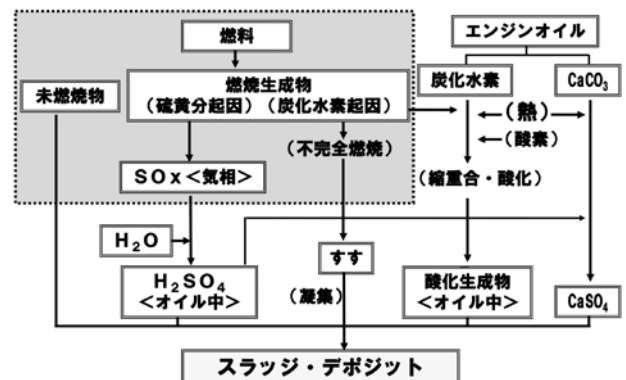 燃料
エンジンオイル
未燃焼物
燃焼生成物
(硫黄分起因)(炭化水素起因)
炭化水素
CaCO₃
(熱)
(酸素)
(不完全燃焼)
SOx<気相>
(縮重合・酸化)
H₂O
すす
H₂SO₄
<オイル中>
(凝集)
酸化生成物
<オイル中>
CaSO₄
スラッジ・デポジット